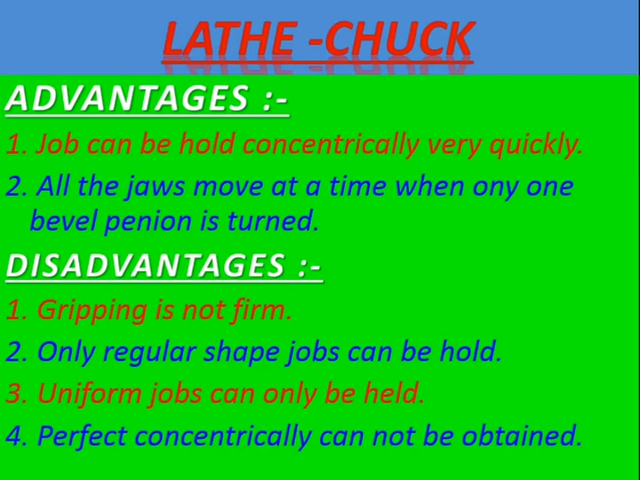 LATHE -CHUCK
ADVANTAGES :-
1. Job can be hold concentrically very quickly.
2. All the jaws move at a time when ony one
bevel penion is turned.
DISADVANTAGES :-
1. Gripping is not firm.
2. Only regular shape jobs can be hold.
3. Uniform jobs can only be held.
4. Perfect concentrically can not be obtained.